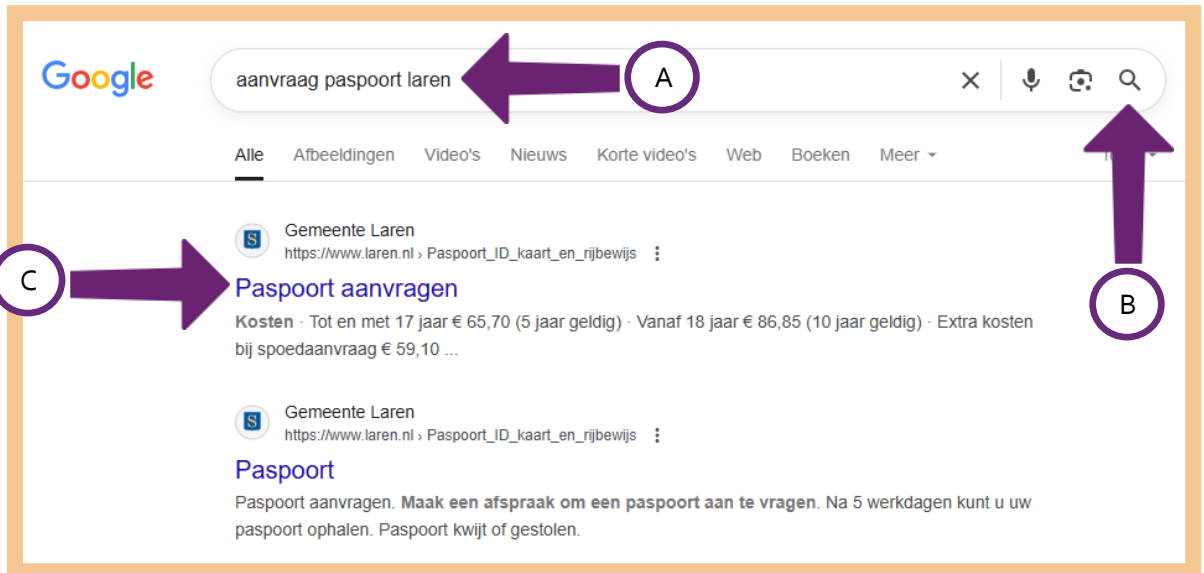 Google
aanvraag paspoort laren
A
Alle Afbeeldingen Video's Nieuws Korte video's Web Boeken Meer
Gemeente Laren
https://www.laren.nl › Paspoort_ID_kaart_en_rijbewijs
C
Paspoort aanvragen
B
Kosten · Tot en met 17 jaar € 65,70 (5 jaar geldig) · Vanaf 18 jaar € 86,85 (10 jaar geldig) · Extra kosten
bij spoedaanvraag € 59,10 ...
Gemeente Laren
https://www.laren.nl › Paspoort_ID_kaart_en_rijbewijs
Paspoort
Paspoort aanvragen. Maak een afspraak om een paspoort aan te vragen. Na 5 werkdagen kunt u uw
paspoort ophalen. Paspoort kwijt of gestolen.